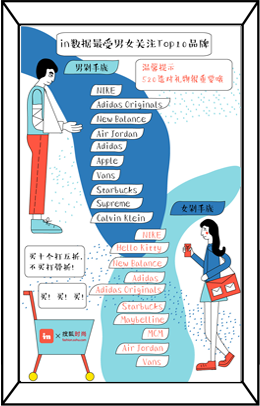 in数据最受男女关注Top10品牌
男剁手族
温馨提示
520选对礼物很重要哦
NIKE
Adidas Originals
New Balance
Air Jordan
Adidas
Apple
Vans
Starbucks
Supreme
Calvin Klein
女剁手族
NIKE
Hello Kitty
New Balance
Adidas
Adidas Originals
Starbucks
Maybelline
MCM
Air Jordan
Vans
买十个打五折,
不买打骨折!
买! 买! 买!
in
×
搜狐时尚